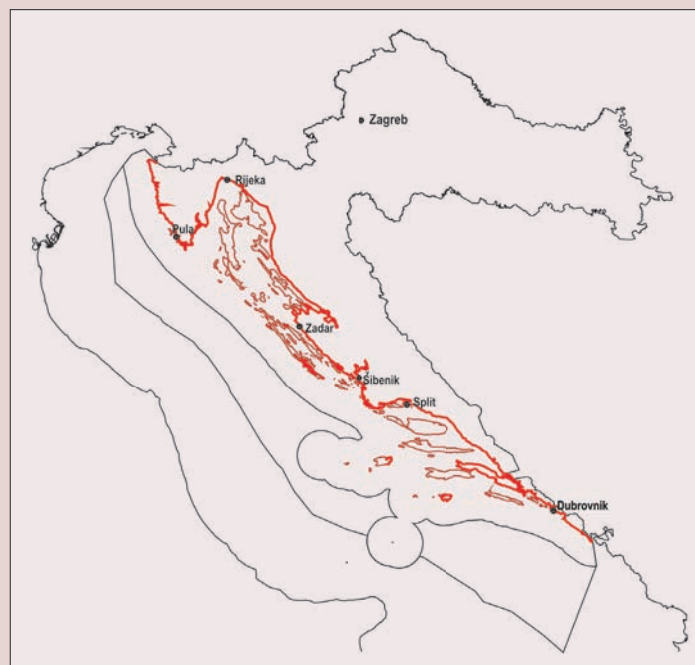 Zagreb
Rijeka
Pula
Zadar
Šibenik
Split
Dubrovnik